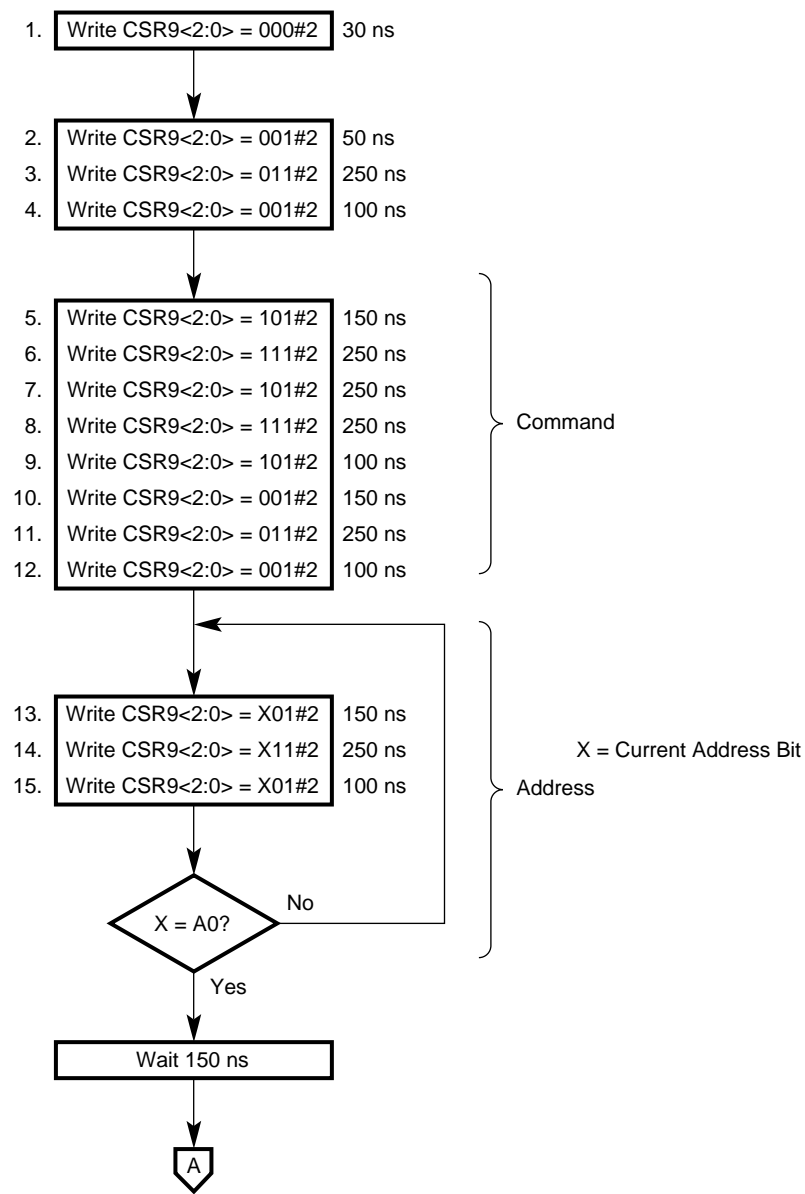 1. Write CSR9<2:0> = 000#2 30 ns
2. Write CSR9<2:0> = 001#2 50 ns
3. Write CSR9<2:0> = 011#2 250 ns
4. Write CSR9<2:0> = 001#2 100 ns
5. Write CSR9<2:0> = 101#2 150 ns
6. Write CSR9<2:0> = 111#2 250 ns
7. Write CSR9<2:0> = 101#2 250 ns
8. Write CSR9<2:0> = 111#2 250 ns
Command
9. Write CSR9<2:0> = 101#2 100 ns
10. Write CSR9<2:0> = 001#2 150 ns
11. Write CSR9<2:0> = 011#2 250 ns
12. Write CSR9<2:0> = 001#2 100 ns
13. Write CSR9<2:0> = X01#2 150 ns
14. Write CSR9<2:0> = X11#2 250 ns
X = Current Address Bit
15. Write CSR9<2:0> = X01#2 100 ns
Address
No
X = A0?
Yes
Wait 150 ns
A